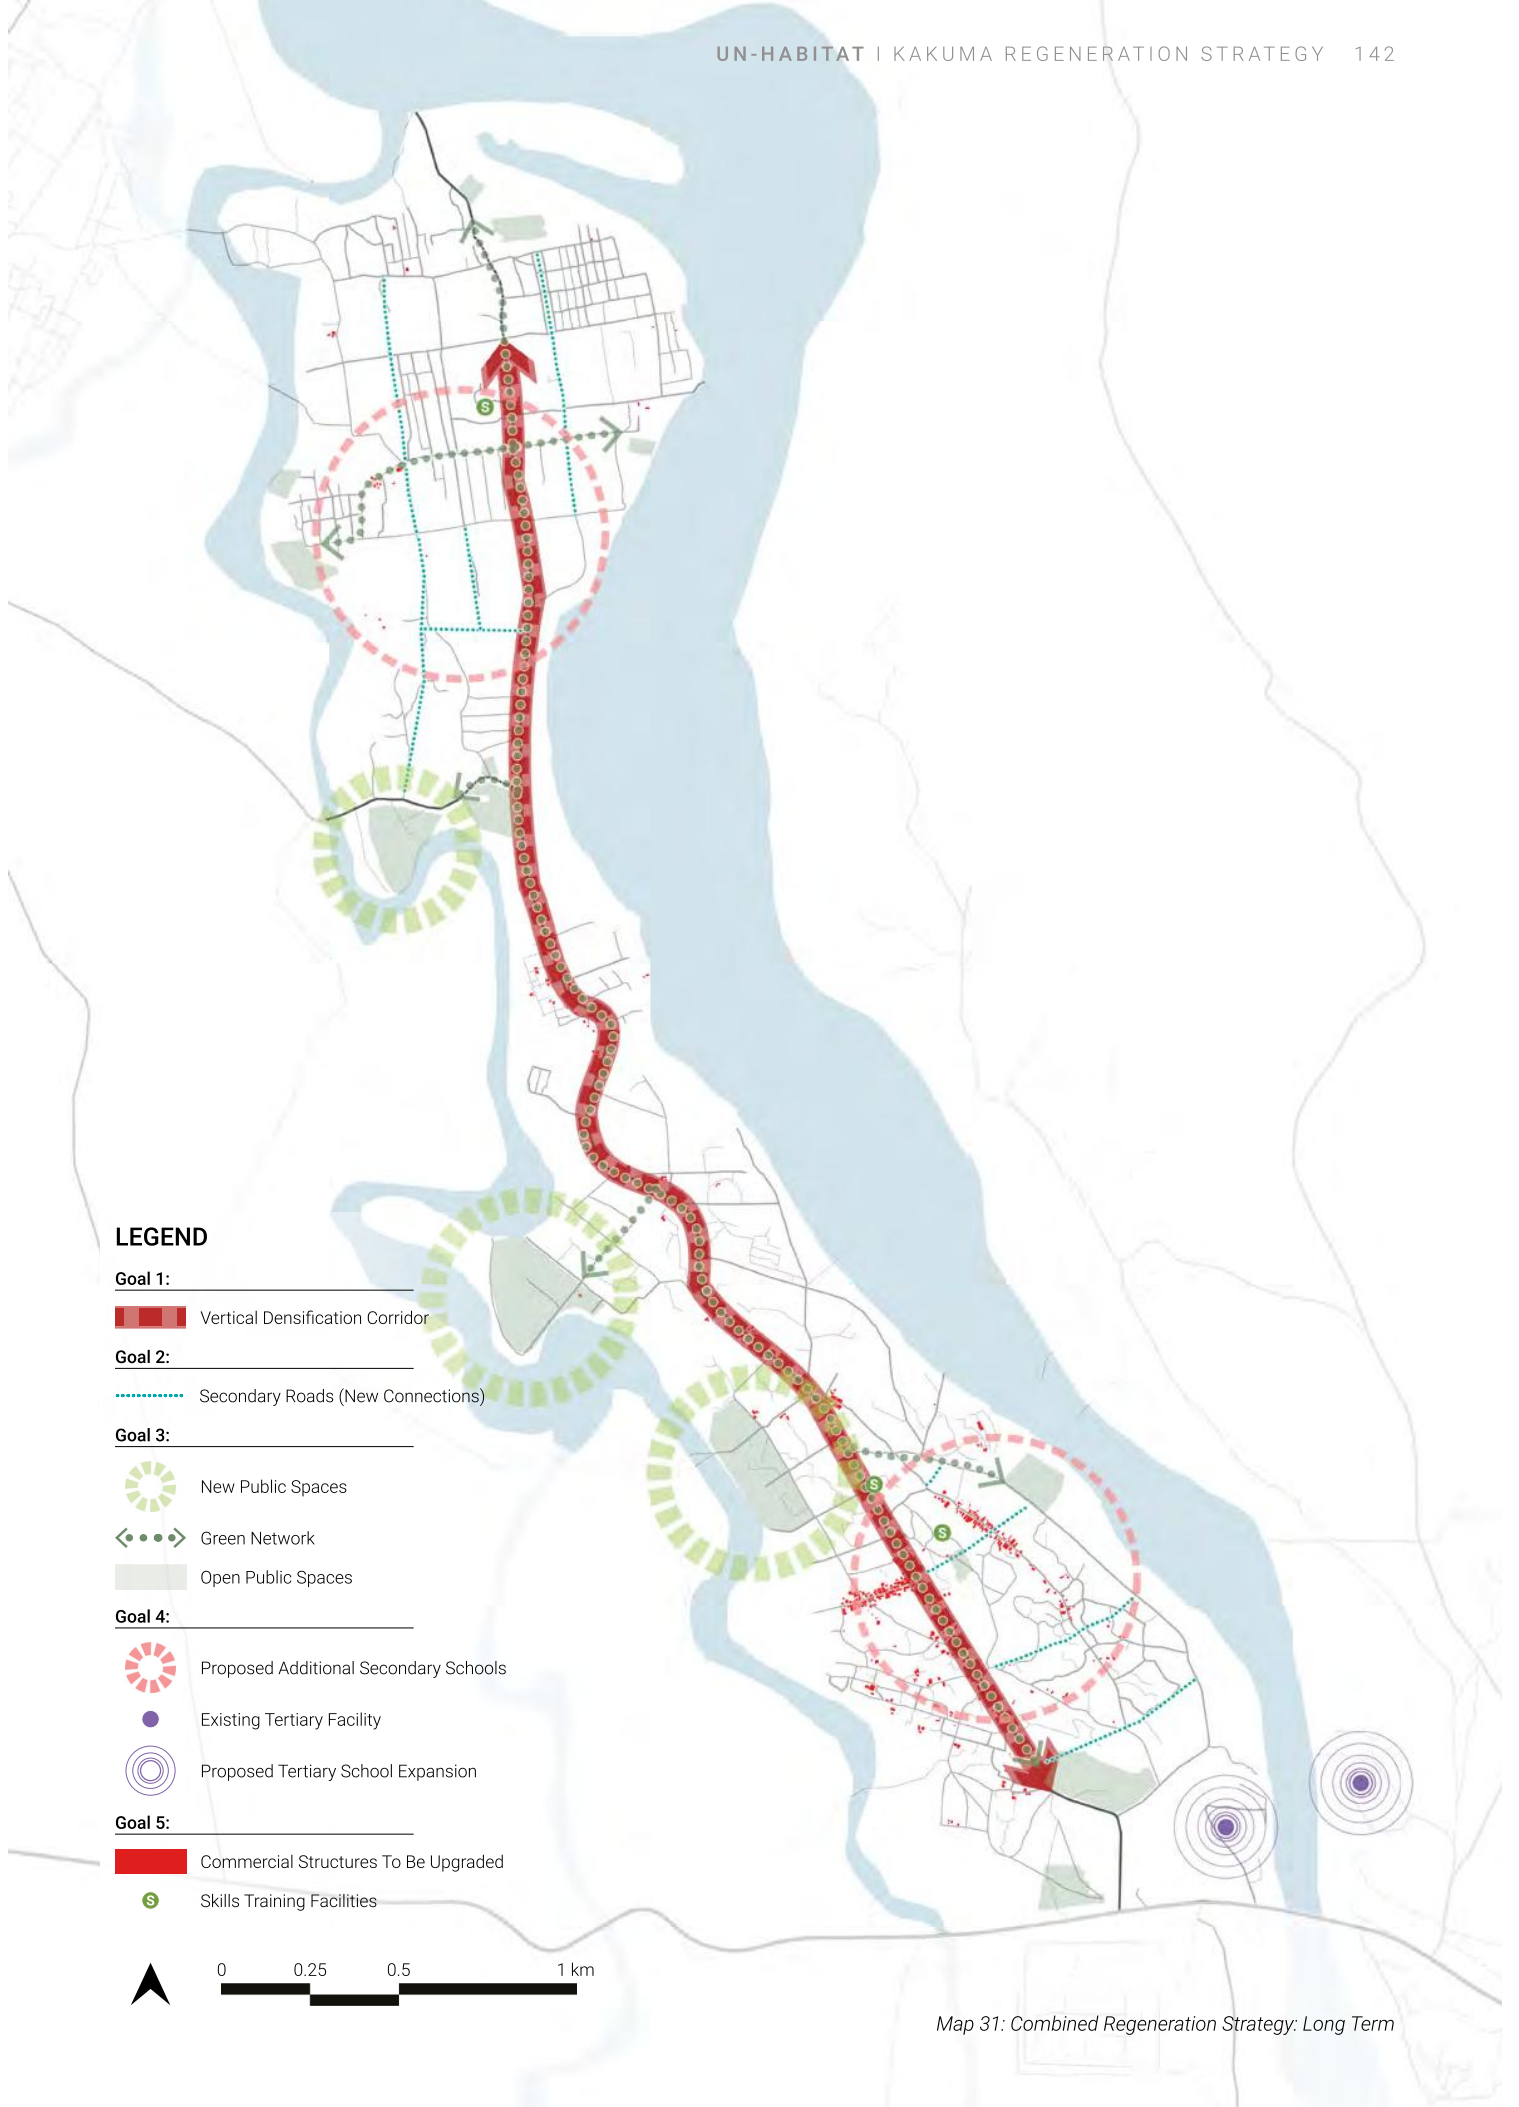 UN-HABITAT I KAKUMA REGENERATION STRATEGY 142
S
S
S
LEGEND
Goal 1:
Vertical Densification Corridor
Goal 2:
Secondary Roads (New Connections)
Goal 3:
New Public Spaces
Green Network
Open Public Spaces
Goal 4:
Proposed Additional Secondary Schools
Existing Tertiary Facility
Proposed Tertiary School Expansion
Goal 5:
Commercial Structures To Be Upgraded
S Skills Training Facilities
0 0.25 0.5 1 km
Map 31: Combined Regeneration Strategy: Long Term